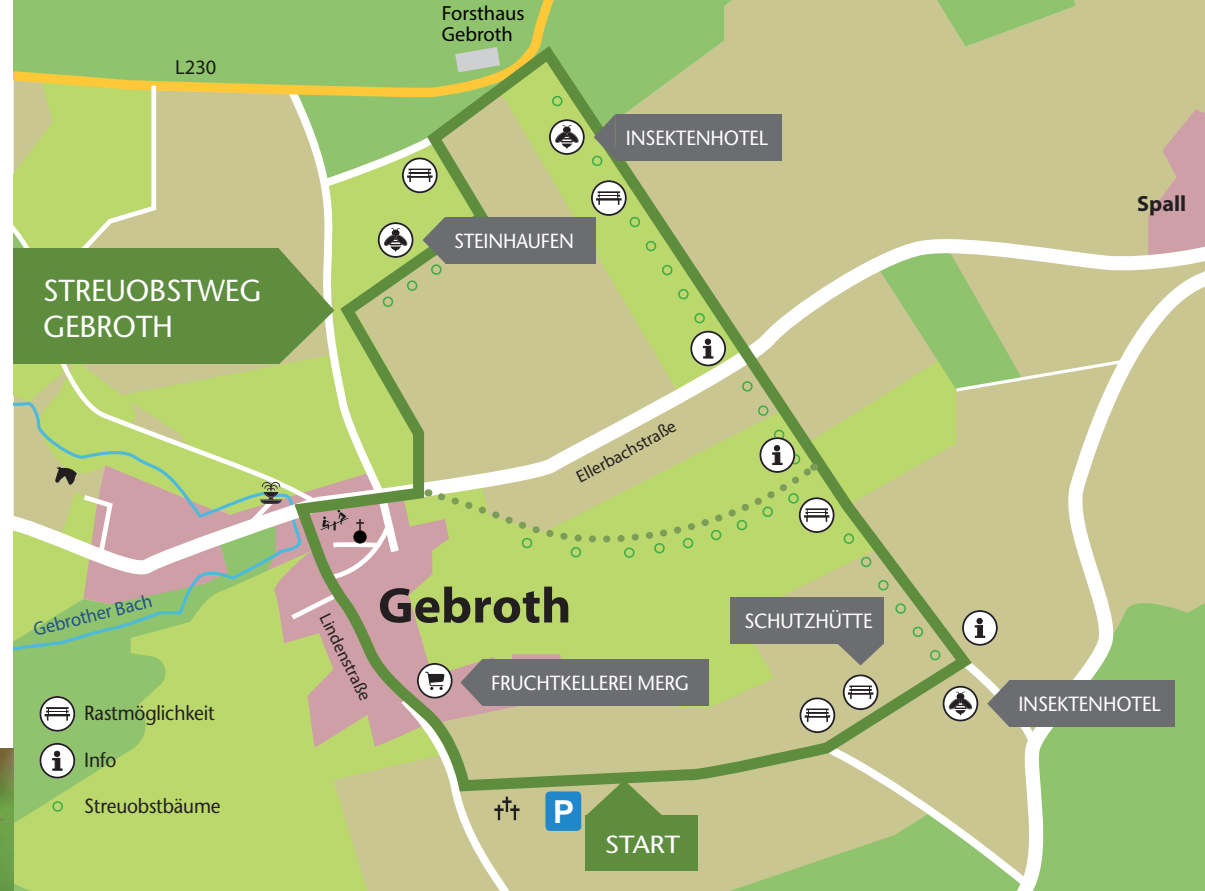 Forsthaus
Gebroth
L230
INSEKTENHOTEL
Spall
STEINHAUFEN
STREUOBSTWEG
GEBROTH
Ellerbachstraße
Gebroth
Gebrother Bach
Lindenstraße
SCHUTZHÜTTE
FRUCHTKELLEREI MERG
INSEKTENHOTEL
Rastmöglichkeit
i Info
Streuobstbäume
P
START